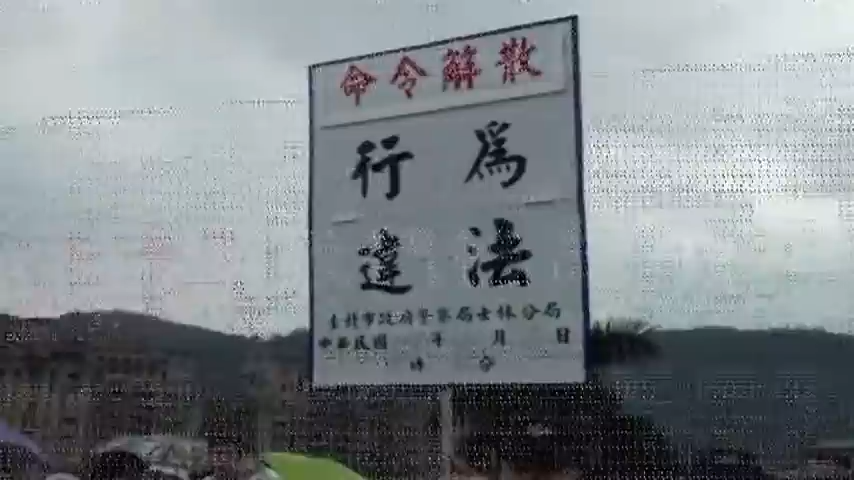 命令解散
行為
違法
臺北市政府警察局士林分局
中華民國 年 月 日
時 分